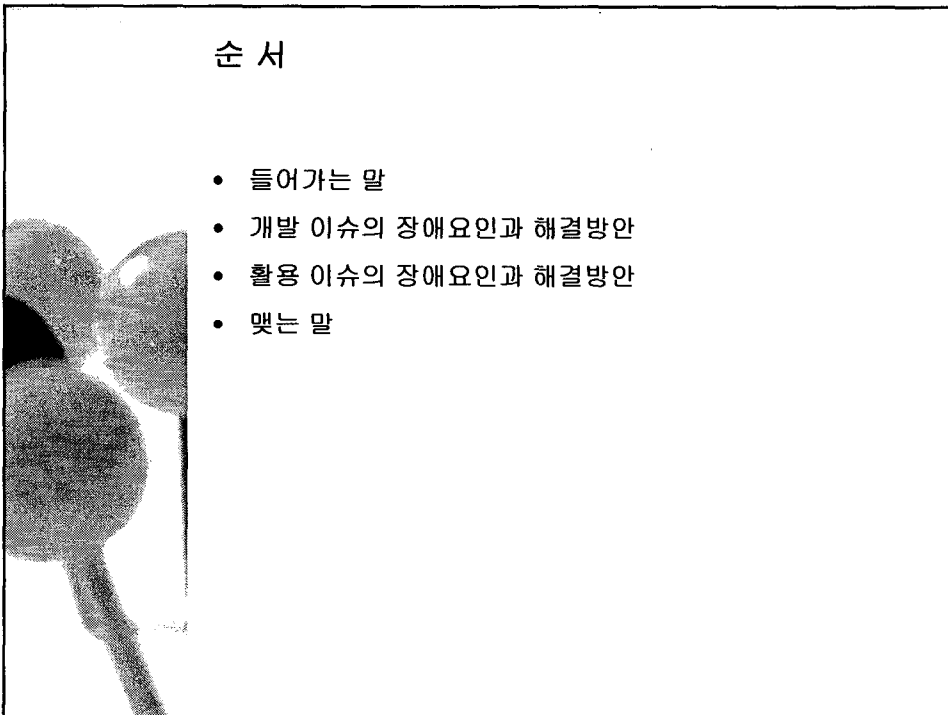 순 서
• 들어가는 말
• 개발 이슈의 장애요인과 해결방안
• 활용 이슈의 장애요인과 해결방안
• 맺는 말